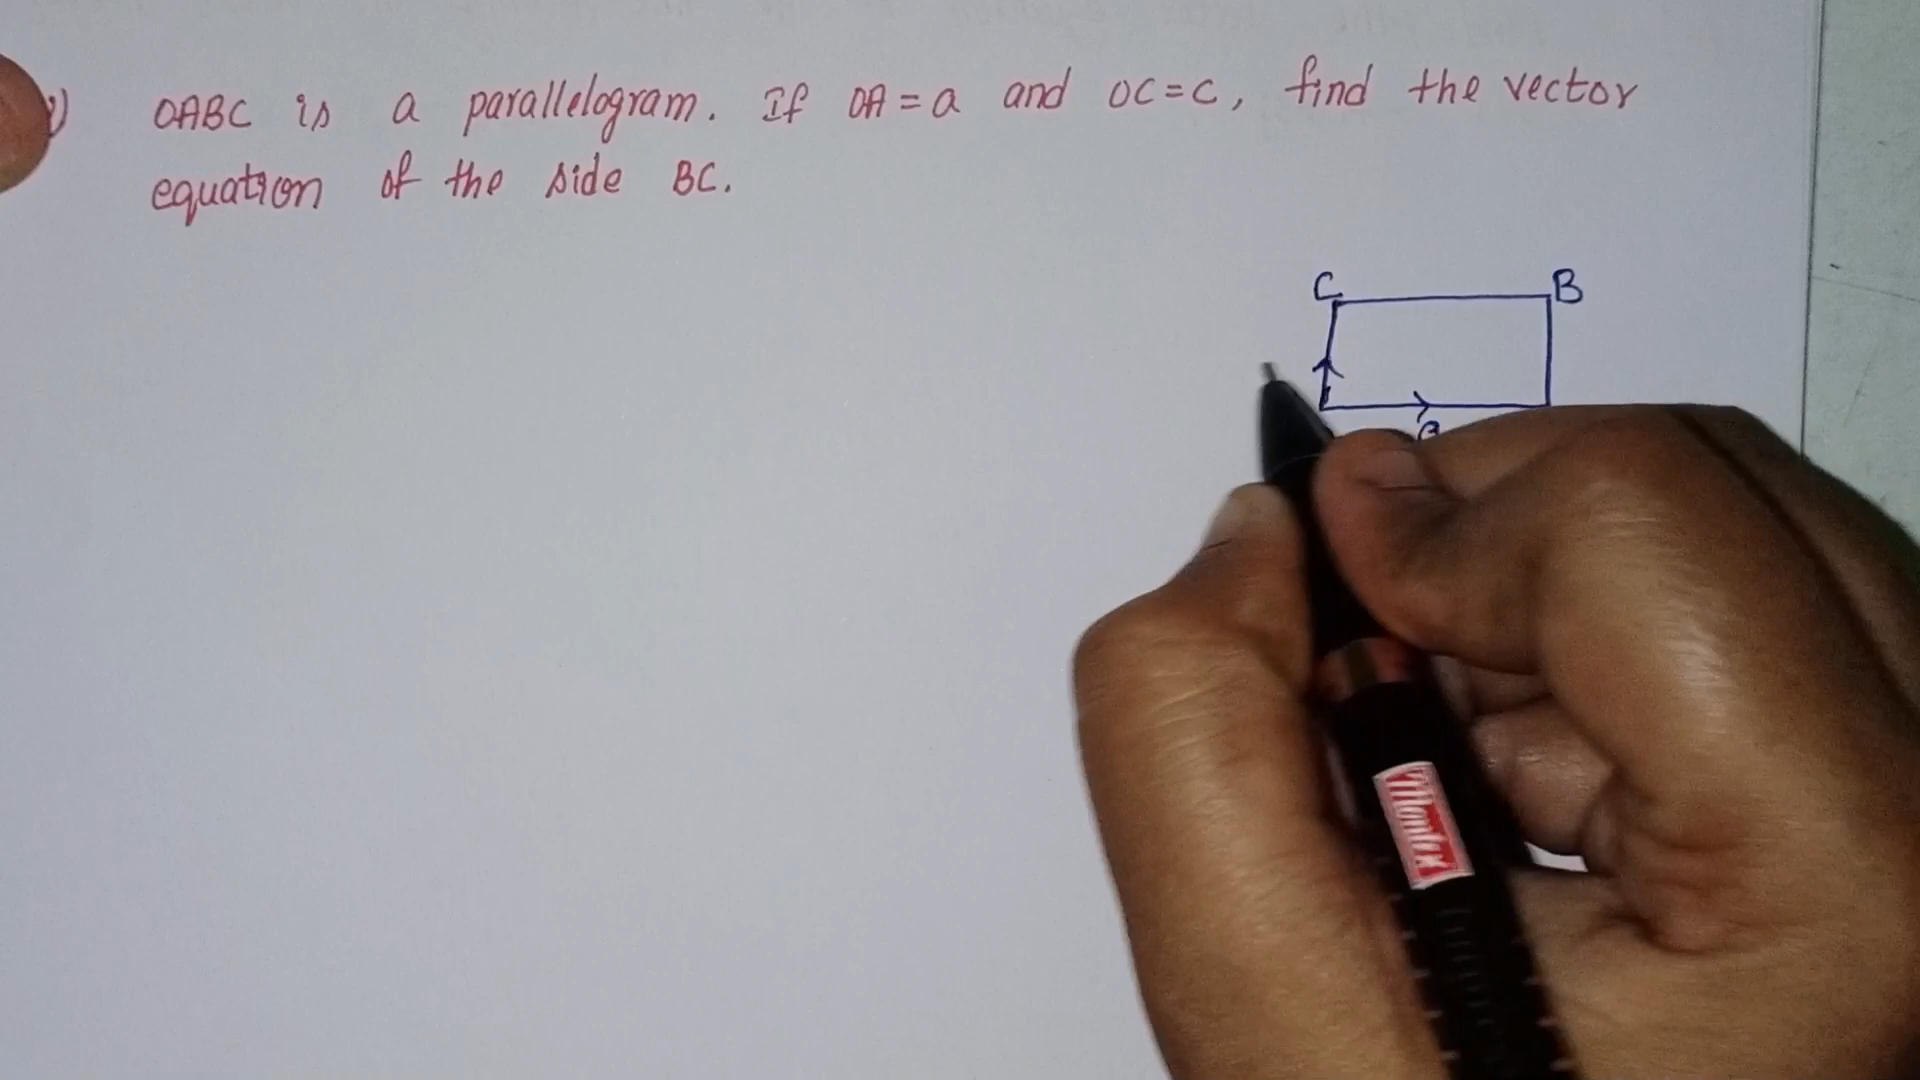 OABC is a parallelogram. If OA = a and OC = C, find the vector
equation of the side BC.
C
B
a
Montex